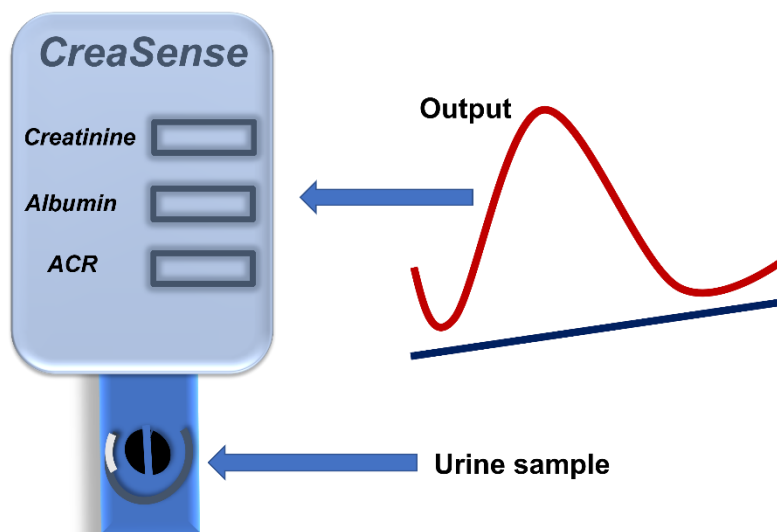 CreaSense
Output
Creatinine
Albumin
ACR
Urine sample